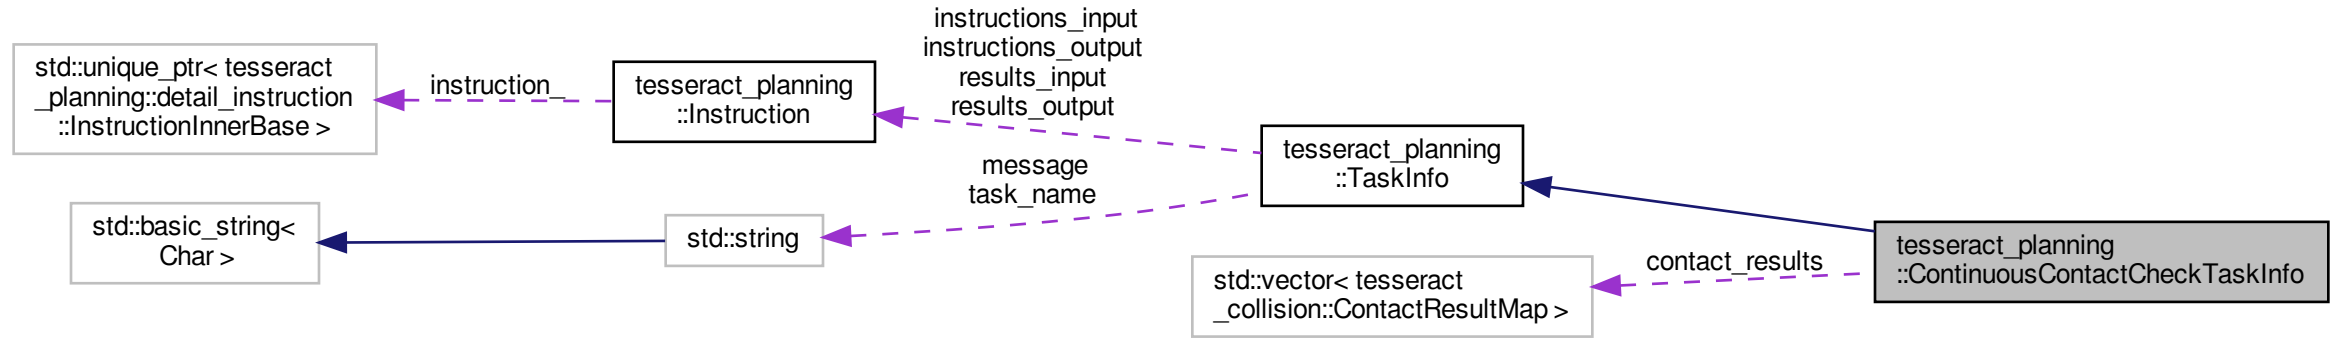 std::unique_ptr< tesseract
_planning::detail_instruction
::InstructionInnerBase >
instruction_
tesseract_planning
::Instruction
instructions_input
instructions_output
results_input
results_output
message
task_name
tesseract_planning
::TaskInfo
std::basic_string<
Char >
std::string
std::vector< tesseract
_collision::ContactResultMap >
contact_results
tesseract_planning
::ContinuousContactCheckTaskInfo